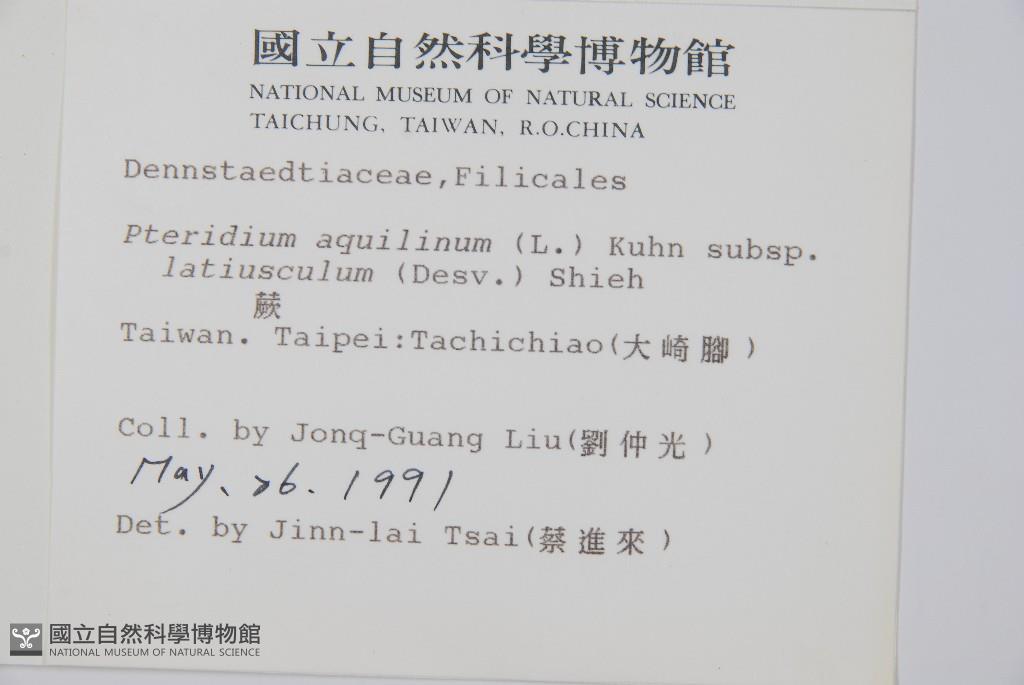 國立自然科學博物館
NATIONAL MUSEUM OF NATURAL SCIENCE
TAICHUNG, TAIWAN, R.O.CHINA
Dennstaedtiaceae,Filicales
Pteridium aquilinum (L.) Kuhn subsp.
latiusculum (Desv.) Shieh
蕨
Taiwan. Taipei:Tachichiao(大崎腳)
Coll. by Jonq-Guang Liu(劉仲光)
May. 26. 1991
Det. by Jinn-lai Tsai(蔡進來)
國立自然科學博物館
NATIONAL MUSEUM OF NATURAL SCIENCE